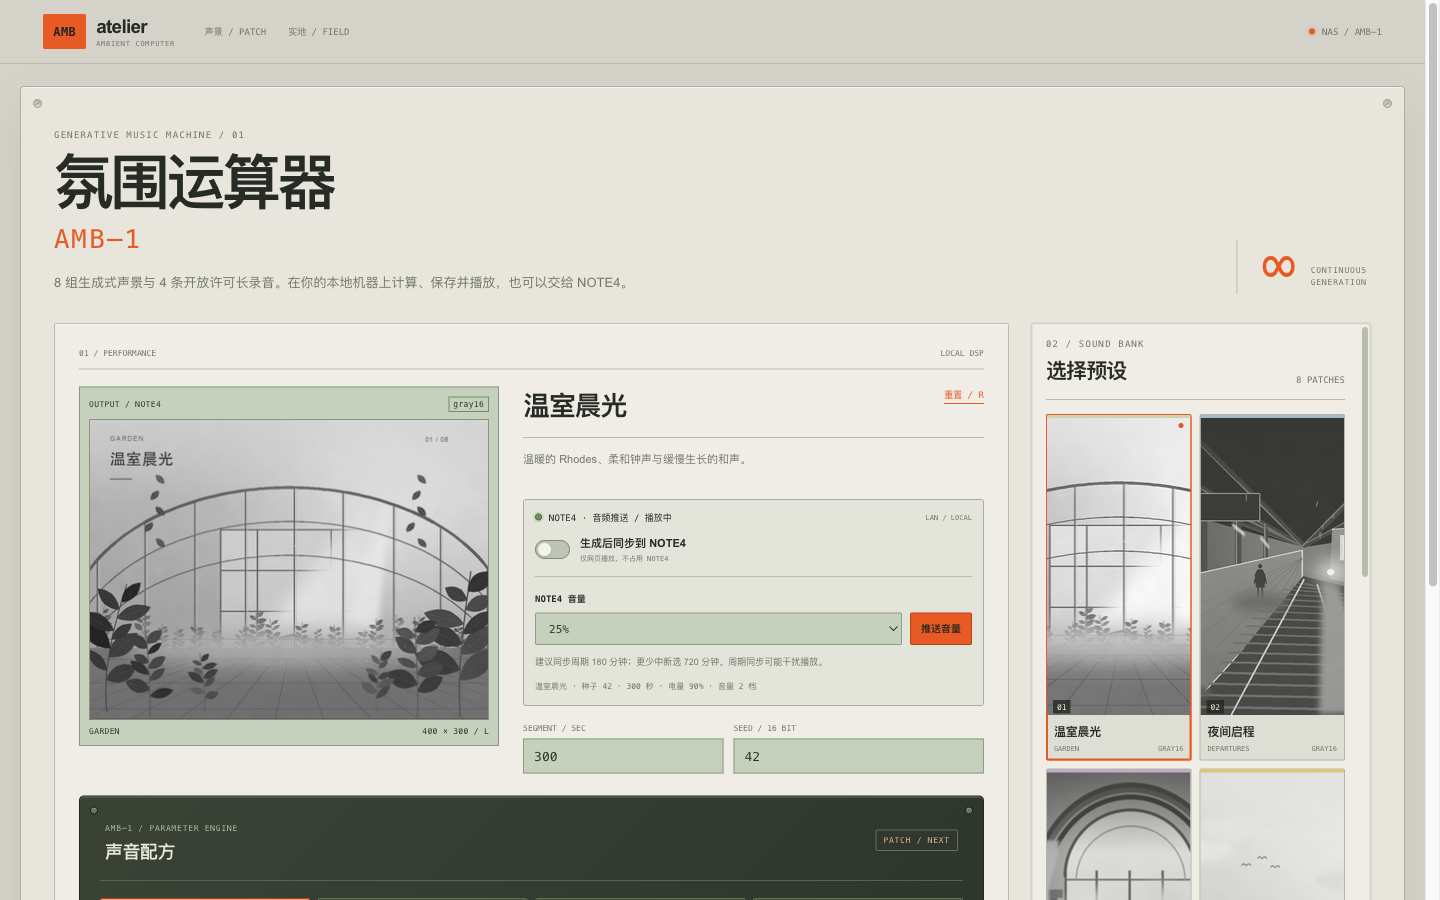 AMB
atelier
AMBIENT COMPUTER
声景 / PATCH
实地 / FIELD
NAS / AMB—1
GENERATIVE MUSIC MACHINE / 01
氛围运算器
AMB—1
8 组生成式声景与 4 条开放许可长录音。在你的本地机器上计算、保存并播放，也可以交给 NOTE4。
∞
CONTINUOUS
GENERATION
01 / PERFORMANCE
LOCAL DSP
OUTPUT / NOTE4
gray16
GARDEN
01 / 08
温室晨光
GARDEN
400 × 300 / L
温室晨光
重置 / R
温暖的 Rhodes、柔和钟声与缓慢生长的和声。
NOTE4 · 音频推送 / 播放中
LAN / LOCAL
生成后同步到 NOTE4
仅网页播放，不占用 NOTE4
NOTE4 音量
25%
推送音量
建议同步周期 180 分钟；更少中断选 720 分钟。周期同步可能干扰播放。
温室晨光 · 种子 42 · 300 秒 · 电量 90% · 音量 2 档
SEGMENT / SEC
SEED / 16 BIT
300
42
AMB—1 / PARAMETER ENGINE
声音配方
PATCH / NEXT
02 / SOUND BANK
选择预设
8 PATCHES
01
温室晨光
GARDEN
GRAY16
02
夜间启程
DEPARTURES
GRAY16